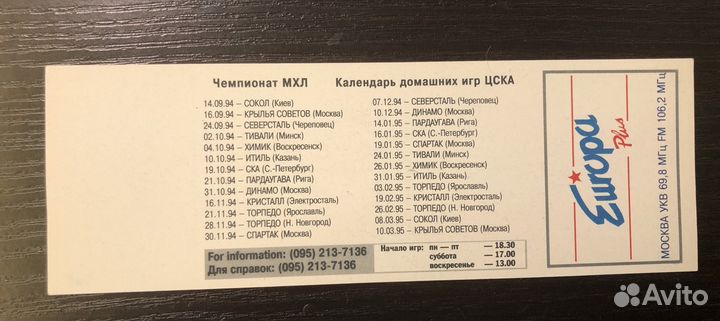 Чемпионат МХЛ
Календарь домашних игр ЦСКА
14.09.94 – СОКОЛ (Киев)
16.09.94 – КРЫЛЬЯ СОВЕТОВ (Москва)
24.09.94 – СЕВЕРСТАЛЬ (Череповец)
02.10.94 – ТИВАЛИ (Минск)
04.10.94 – ХИМИК (Воскресенск)
10.10.94 – ИТИЛЬ (Казань)
19.10.94 – СКА (С.-Петербург)
21.10.94 – ПАРДАУГАВА (Рига)
31.10.94 – ДИНАМО (Москва)
16.11.94 – КРИСТАЛЛ (Электросталь)
21.11.94 – ТОРПЕДО (Ярославль)
28.11.94 – ТОРПЕДО (Н. Новгород)
30.11.94 – СПАРТАК (Москва)
07.12.94 – СЕВЕРСТАЛЬ (Череповец)
10.12.94 – ДИНАМО (Москва)
14.01.95 – ПАРДАУГАВА (Рига)
16.01.95 – СКА (С.-Петербург)
19.01.95 – СПАРТАК (Москва)
24.01.95 – ТИВАЛИ (Минск)
26.01.95 – ХИМИК (Воскресенск)
31.01.95 – ИТИЛЬ (Казань)
03.02.95 – ТОРПЕДО (Ярославль)
19.02.95 – КРИСТАЛЛ (Электросталь)
26.02.95 – ТОРПЕДО (Н. Новгород)
08.03.95 – СОКОЛ (Киев)
10.03.95 – КРЫЛЬЯ СОВЕТОВ (Москва)
For information: (095) 213-7136
Для справок: (095) 213-7136
Начало игр: пн – пт – 18.30
суббота – 17.00
воскресенье – 13.00
Europa
Plus
МОСКВА УКВ 69,8 МГц FM 106,2 МГц
Avito